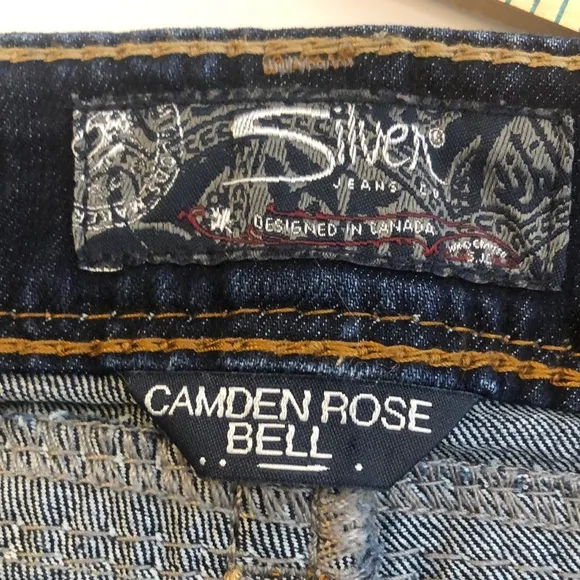 Silver®
JEANS CO.
DESIGNED IN CANADA
CAMDEN ROSE
BELL